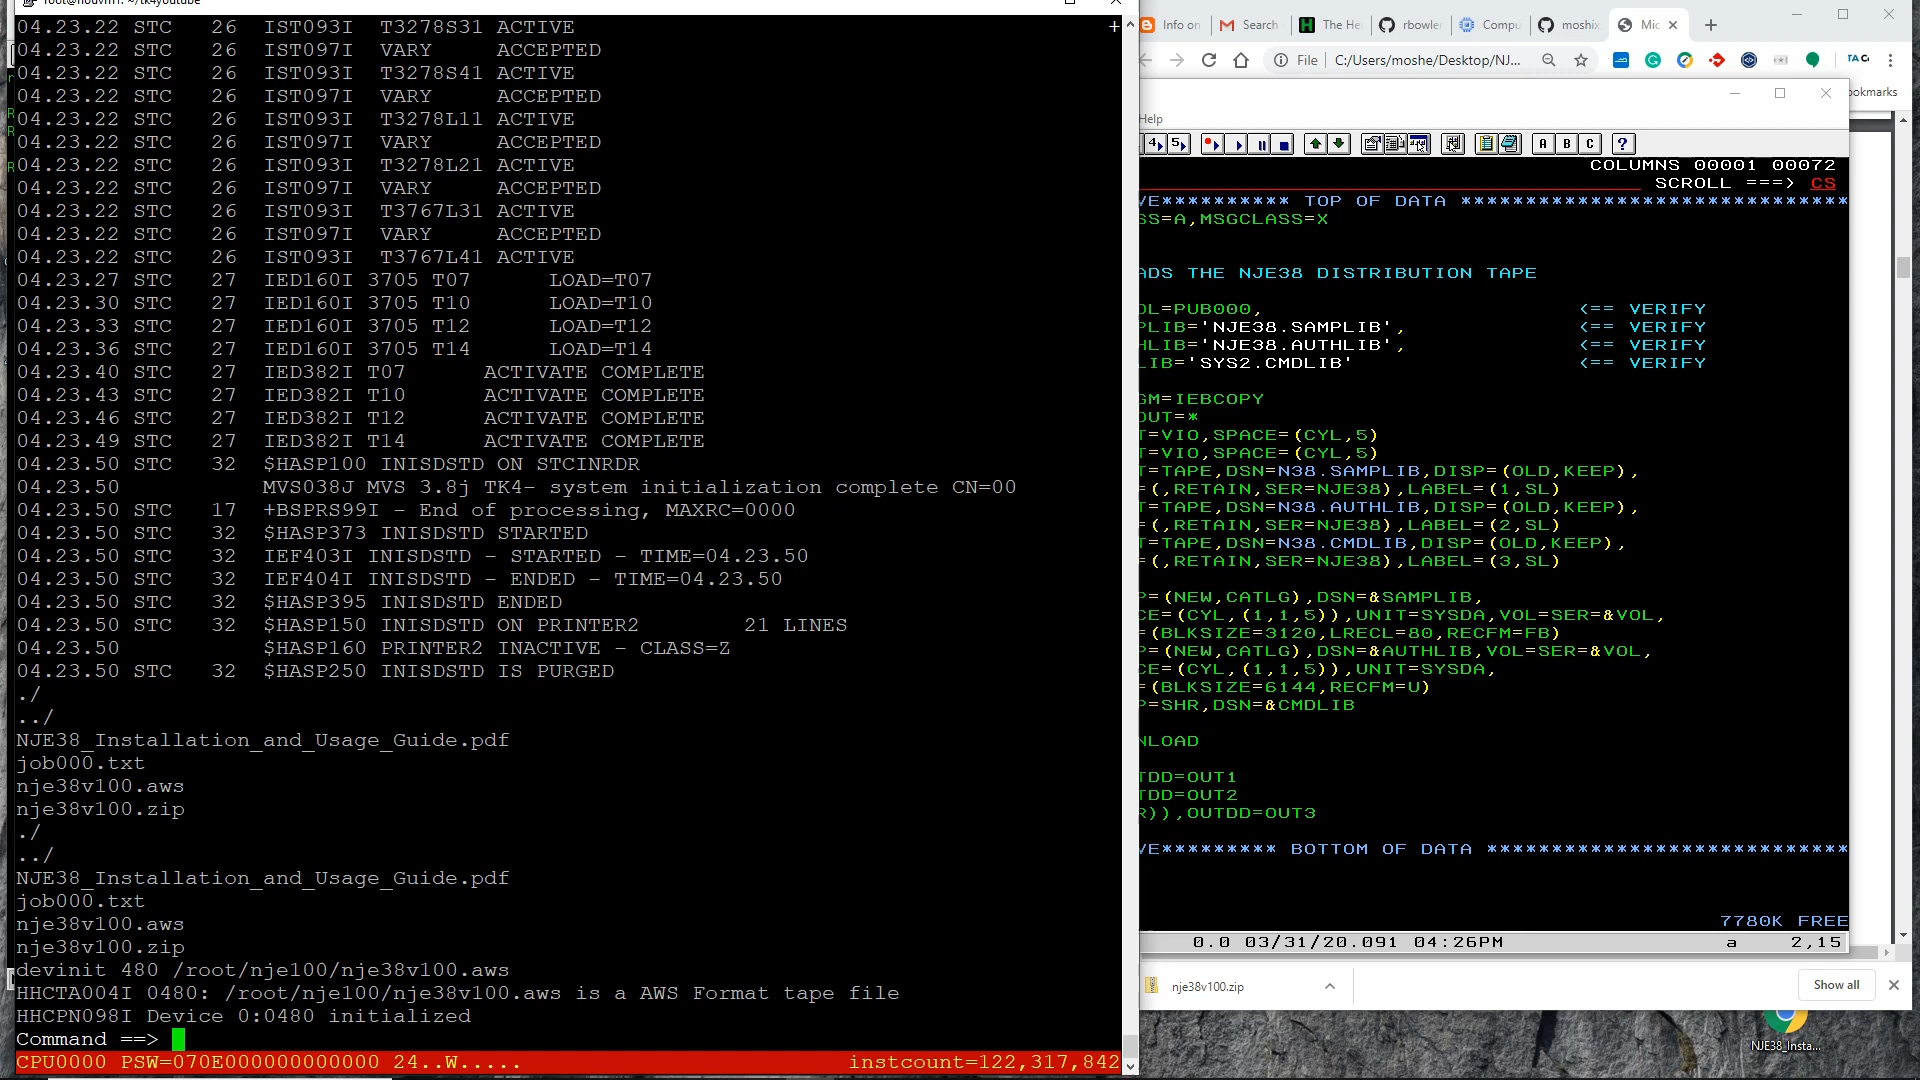 root@nouvm1: ~/tk4youtube
04.23.22 STC   26  IST093I  T3278S31 ACTIVE
04.23.22 STC   26  IST097I  VARY     ACCEPTED
04.23.22 STC   26  IST093I  T3278S41 ACTIVE
04.23.22 STC   26  IST097I  VARY     ACCEPTED
04.23.22 STC   26  IST093I  T3278L11 ACTIVE
04.23.22 STC   26  IST097I  VARY     ACCEPTED
04.23.22 STC   26  IST093I  T3278L21 ACTIVE
04.23.22 STC   26  IST097I  VARY     ACCEPTED
04.23.22 STC   26  IST093I  T3767L31 ACTIVE
04.23.22 STC   26  IST097I  VARY     ACCEPTED
04.23.22 STC   26  IST093I  T3767L41 ACTIVE
04.23.27 STC   27  IED160I 3705 T07      LOAD=T07
04.23.30 STC   27  IED160I 3705 T10      LOAD=T10
04.23.33 STC   27  IED160I 3705 T12      LOAD=T12
04.23.36 STC   27  IED160I 3705 T14      LOAD=T14
04.23.40 STC   27  IED382I T07      ACTIVATE COMPLETE
04.23.43 STC   27  IED382I T10      ACTIVATE COMPLETE
04.23.46 STC   27  IED382I T12      ACTIVATE COMPLETE
04.23.49 STC   27  IED382I T14      ACTIVATE COMPLETE
04.23.50 STC   32  $HASP100 INISDSTD ON STCINRDR
04.23.50           MVS038J MVS 3.8j TK4- system initialization complete CN=00
04.23.50 STC   17  +BSPRS99I - End of processing, MAXRC=0000
04.23.50 STC   32  $HASP373 INISDSTD STARTED
04.23.50 STC   32  IEF403I INISDSTD - STARTED - TIME=04.23.50
04.23.50 STC   32  IEF404I INISDSTD - ENDED - TIME=04.23.50
04.23.50 STC   32  $HASP395 INISDSTD ENDED
04.23.50 STC   32  $HASP150 INISDSTD ON PRINTER2        21 LINES
04.23.50           $HASP160 PRINTER2 INACTIVE - CLASS=Z
04.23.50 STC   32  $HASP250 INISDSTD IS PURGED
./
../
NJE38_Installation_and_Usage_Guide.pdf
job000.txt
nje38v100.aws
nje38v100.zip
./
../
NJE38_Installation_and_Usage_Guide.pdf
job000.txt
nje38v100.aws
nje38v100.zip
devinit 480 /root/nje100/nje38v100.aws
HHCTA004I 0480: /root/nje100/nje38v100.aws is a AWS Format tape file
HHCPN098I Device 0:0480 initialized
Command ==>
CPU0000 PSW=070E000000000000 24..W..... instcount=122,317,842
Info on
Search
The He
rbowler
Compu
moshix
Mic
File C:/Users/moshe/Desktop/NJ...
ookmarks
Help
4 5 A B C ?
COLUMNS 00001 00072
SCROLL ===> CS
VE********** TOP OF DATA *****************************
SS=A,MSGCLASS=X
ADS THE NJE38 DISTRIBUTION TAPE
OL=PUB000, <== VERIFY
PLIB='NJE38.SAMPLIB', <== VERIFY
HLIB='NJE38.AUTHLIB', <== VERIFY
LIB='SYS2.CMDLIB' <== VERIFY
GM=IEBCOPY
OUT=*
T=VIO,SPACE=(CYL,5)
T=VIO,SPACE=(CYL,5)
T=TAPE,DSN=N38.SAMPLIB,DISP=(OLD,KEEP),
=(,RETAIN,SER=NJE38),LABEL=(1,SL)
T=TAPE,DSN=N38.AUTHLIB,DISP=(OLD,KEEP),
=(,RETAIN,SER=NJE38),LABEL=(2,SL)
T=TAPE,DSN=N38.CMDLIB,DISP=(OLD,KEEP),
=(,RETAIN,SER=NJE38),LABEL=(3,SL)
P=(NEW,CATLG),DSN=&SAMPLIB,
CE=(CYL,(1,1,5)),UNIT=SYSDA,VOL=SER=&VOL,
=(BLKSIZE=3120,LRECL=80,RECFM=FB)
P=(NEW,CATLG),DSN=&AUTHLIB,VOL=SER=&VOL,
CE=(CYL,(1,1,5)),UNIT=SYSDA,
=(BLKSIZE=6144,RECFM=U)
P=SHR,DSN=&CMDLIB
NLOAD
TDD=OUT1
TDD=OUT2
R)),OUTDD=OUT3
VE********* BOTTOM OF DATA ***************************
7780K FREE
0.0 03/31/20.091 04:26PM a 2,15
nje38v100.zip
Show all
NJE38_Insta...